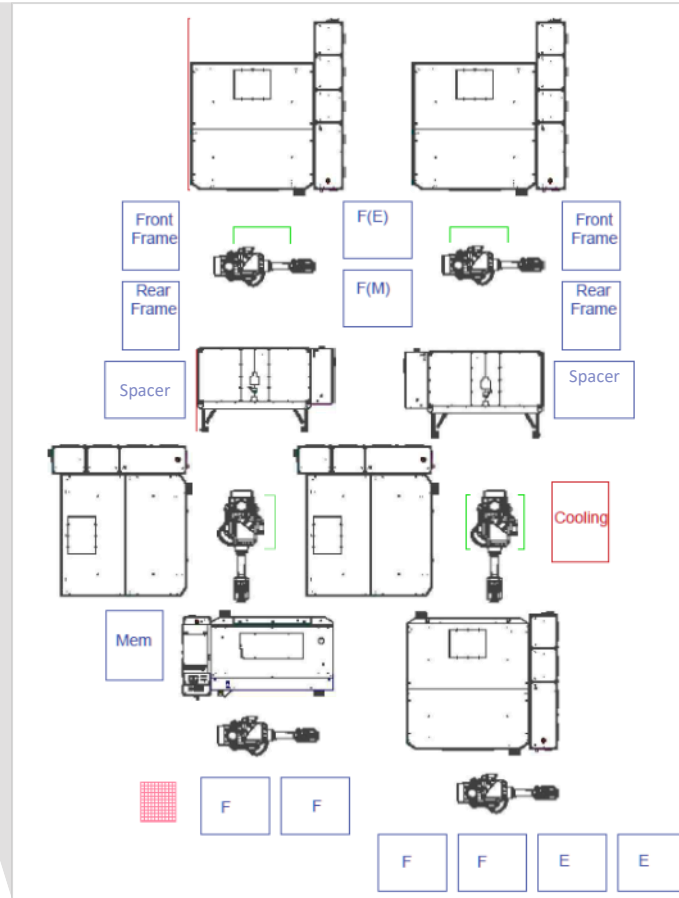 Front
Frame
F(E)
Front
Frame
Rear
Frame
F(M)
Rear
Frame
Spacer
Spacer
Cooling
Mem
F
F
F
F
E
E